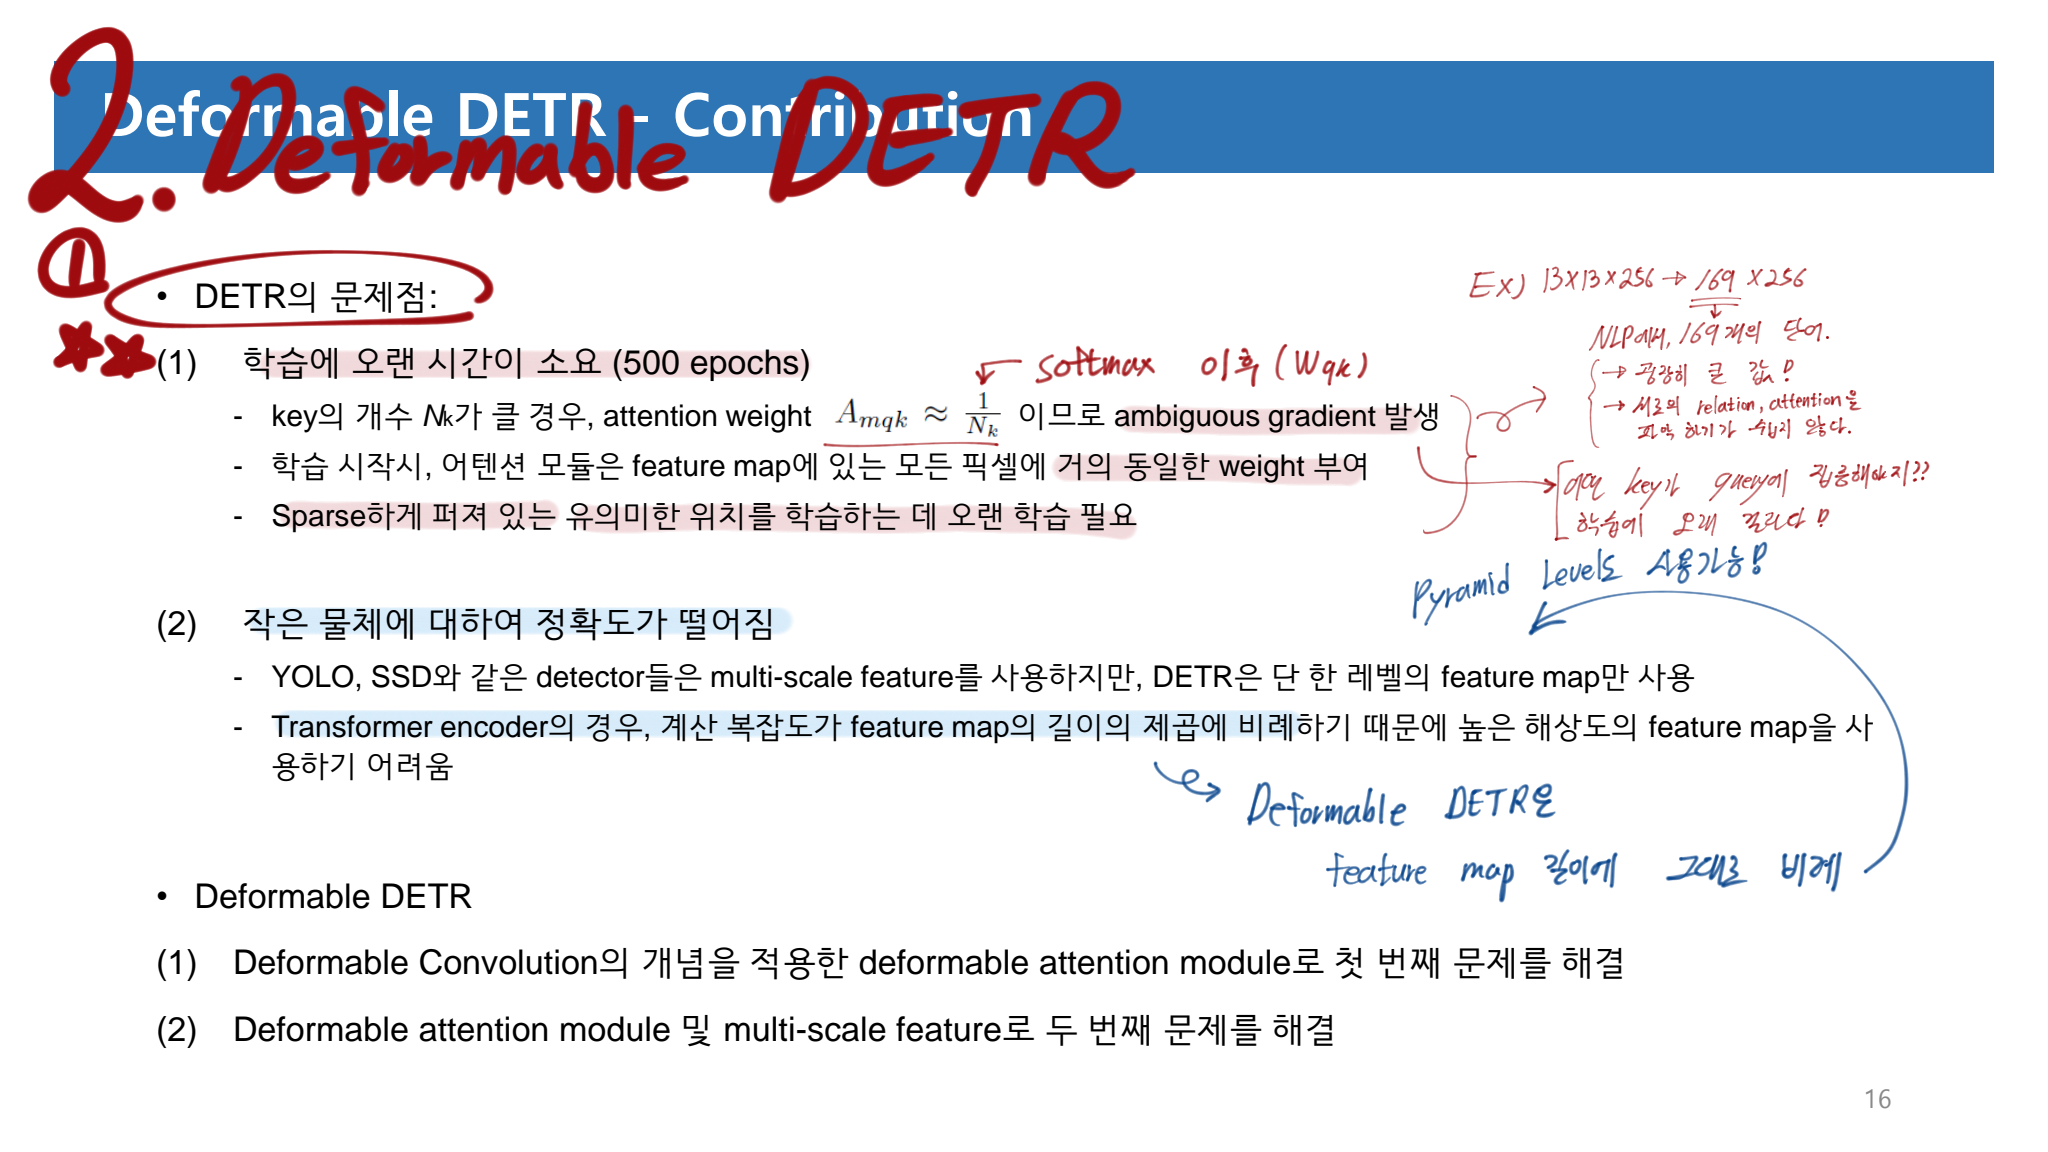 Deformable DETR - Contribution
2. Deformable DETR
①
• DETR의 문제점:
Ex) 13x13x256 → 169 x256
NLP에서, 169개의 단어.
→ 굉장히 큰 값!
→ 서로의 relation, attention을
파악 하기가 쉽지 않다.
(1) 학습에 오랜 시간이 소요 (500 epochs)
softmax 이후 (Wqk)
- key의 개수 Nk가 클 경우, attention weight A_mqk ≈ 1/N_k 이므로 ambiguous gradient 발생
- 학습 시작시, 어텐션 모듈은 feature map에 있는 모든 픽셀에 거의 동일한 weight 부여
어떤 key가 query에 집중해야지??
학습에 오래 걸리다!
- Sparse하게 퍼져 있는 유의미한 위치를 학습하는 데 오랜 학습 필요
Pyramid Levels 사용가능!
(2) 작은 물체에 대하여 정확도가 떨어짐
- YOLO, SSD와 같은 detector들은 multi-scale feature를 사용하지만, DETR은 단 한 레벨의 feature map만 사용
- Transformer encoder의 경우, 계산 복잡도가 feature map의 길이의 제곱에 비례하기 때문에 높은 해상도의 feature map을 사
용하기 어려움
Deformable DETR은
feature map 길이에 그대로 비례
• Deformable DETR
(1) Deformable Convolution의 개념을 적용한 deformable attention module로 첫 번째 문제를 해결
(2) Deformable attention module 및 multi-scale feature로 두 번째 문제를 해결
16